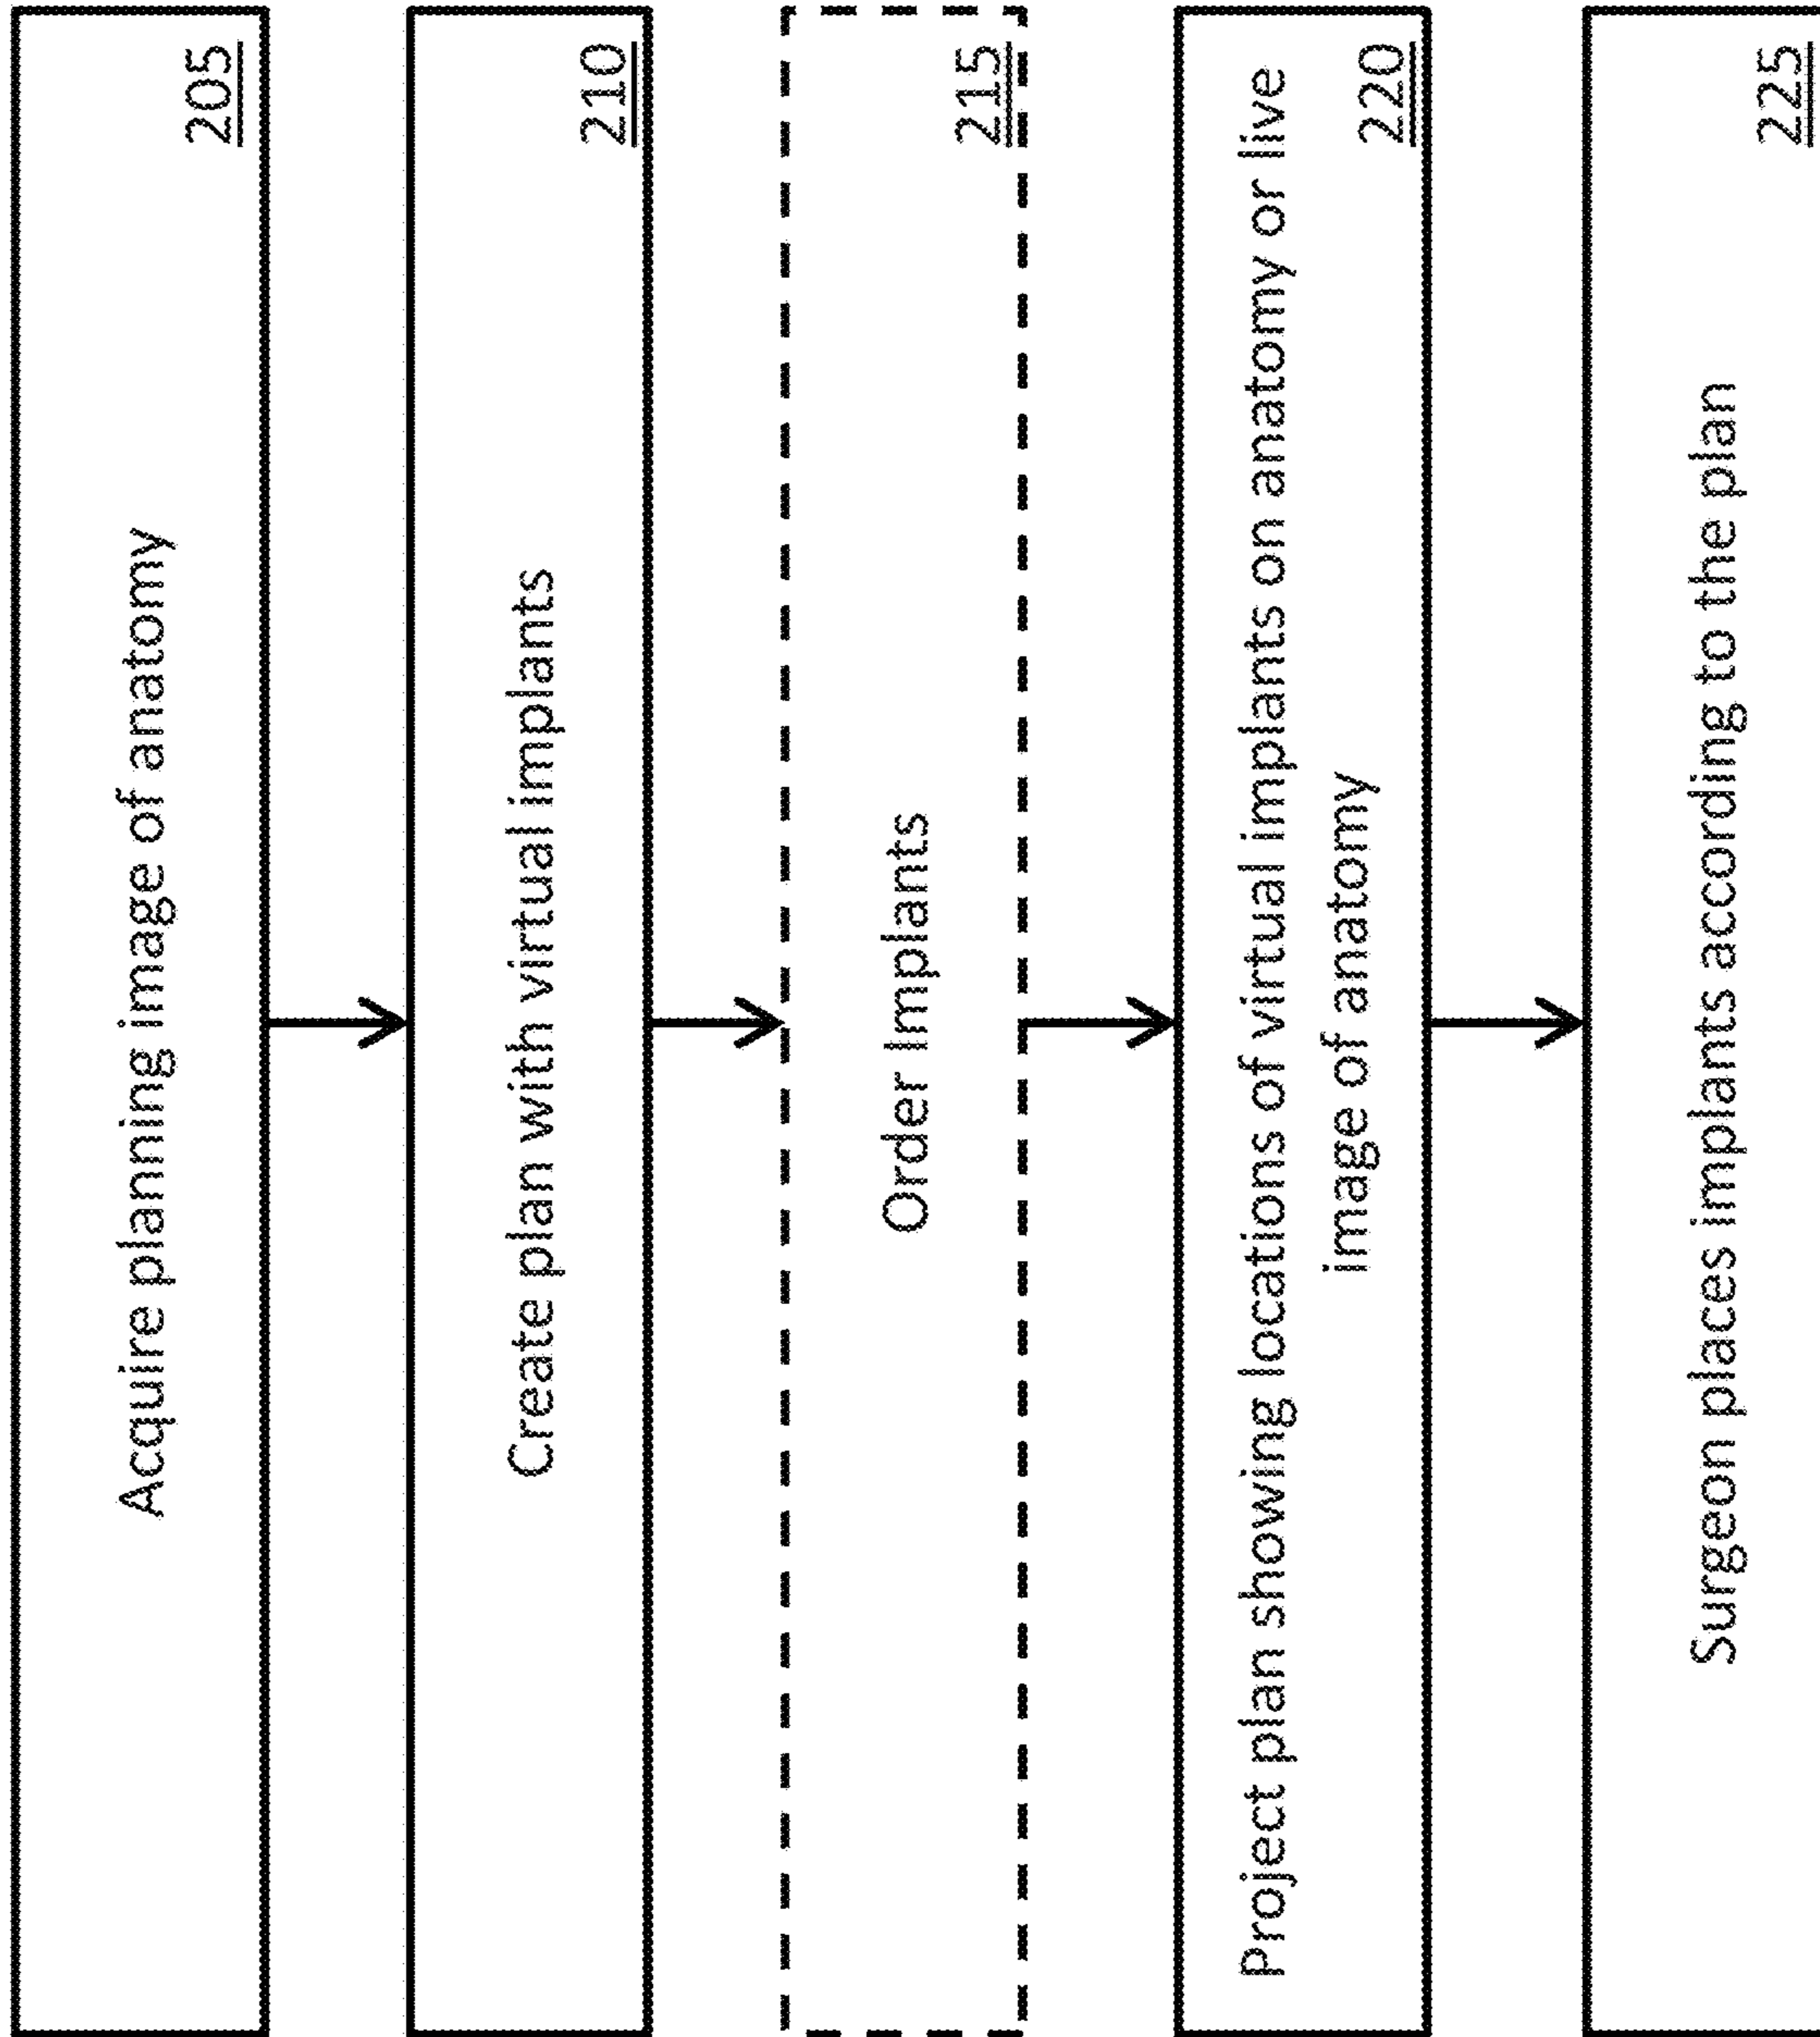 Acquire planning image of anatomy
205
Create plan with virtual implants
210
Order Implants
215
Project plan showing locations of virtual implants on anatomy or live
image of anatomy
220
Surgeon places implants according to the plan
225